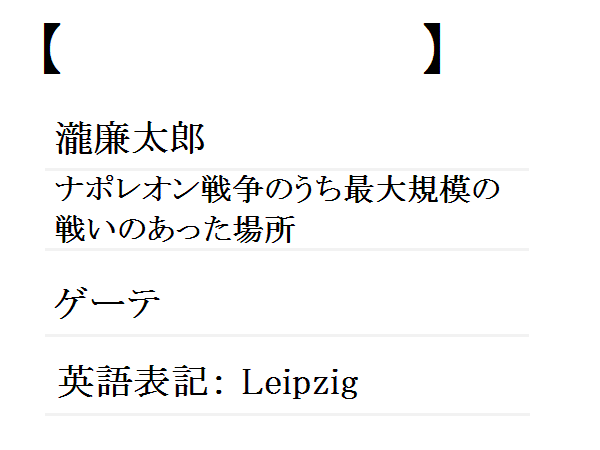 【 】
瀧廉太郎
ナポレオン戦争のうち最大規模の
戦いのあった場所
ゲーテ
英語表記： Leipzig